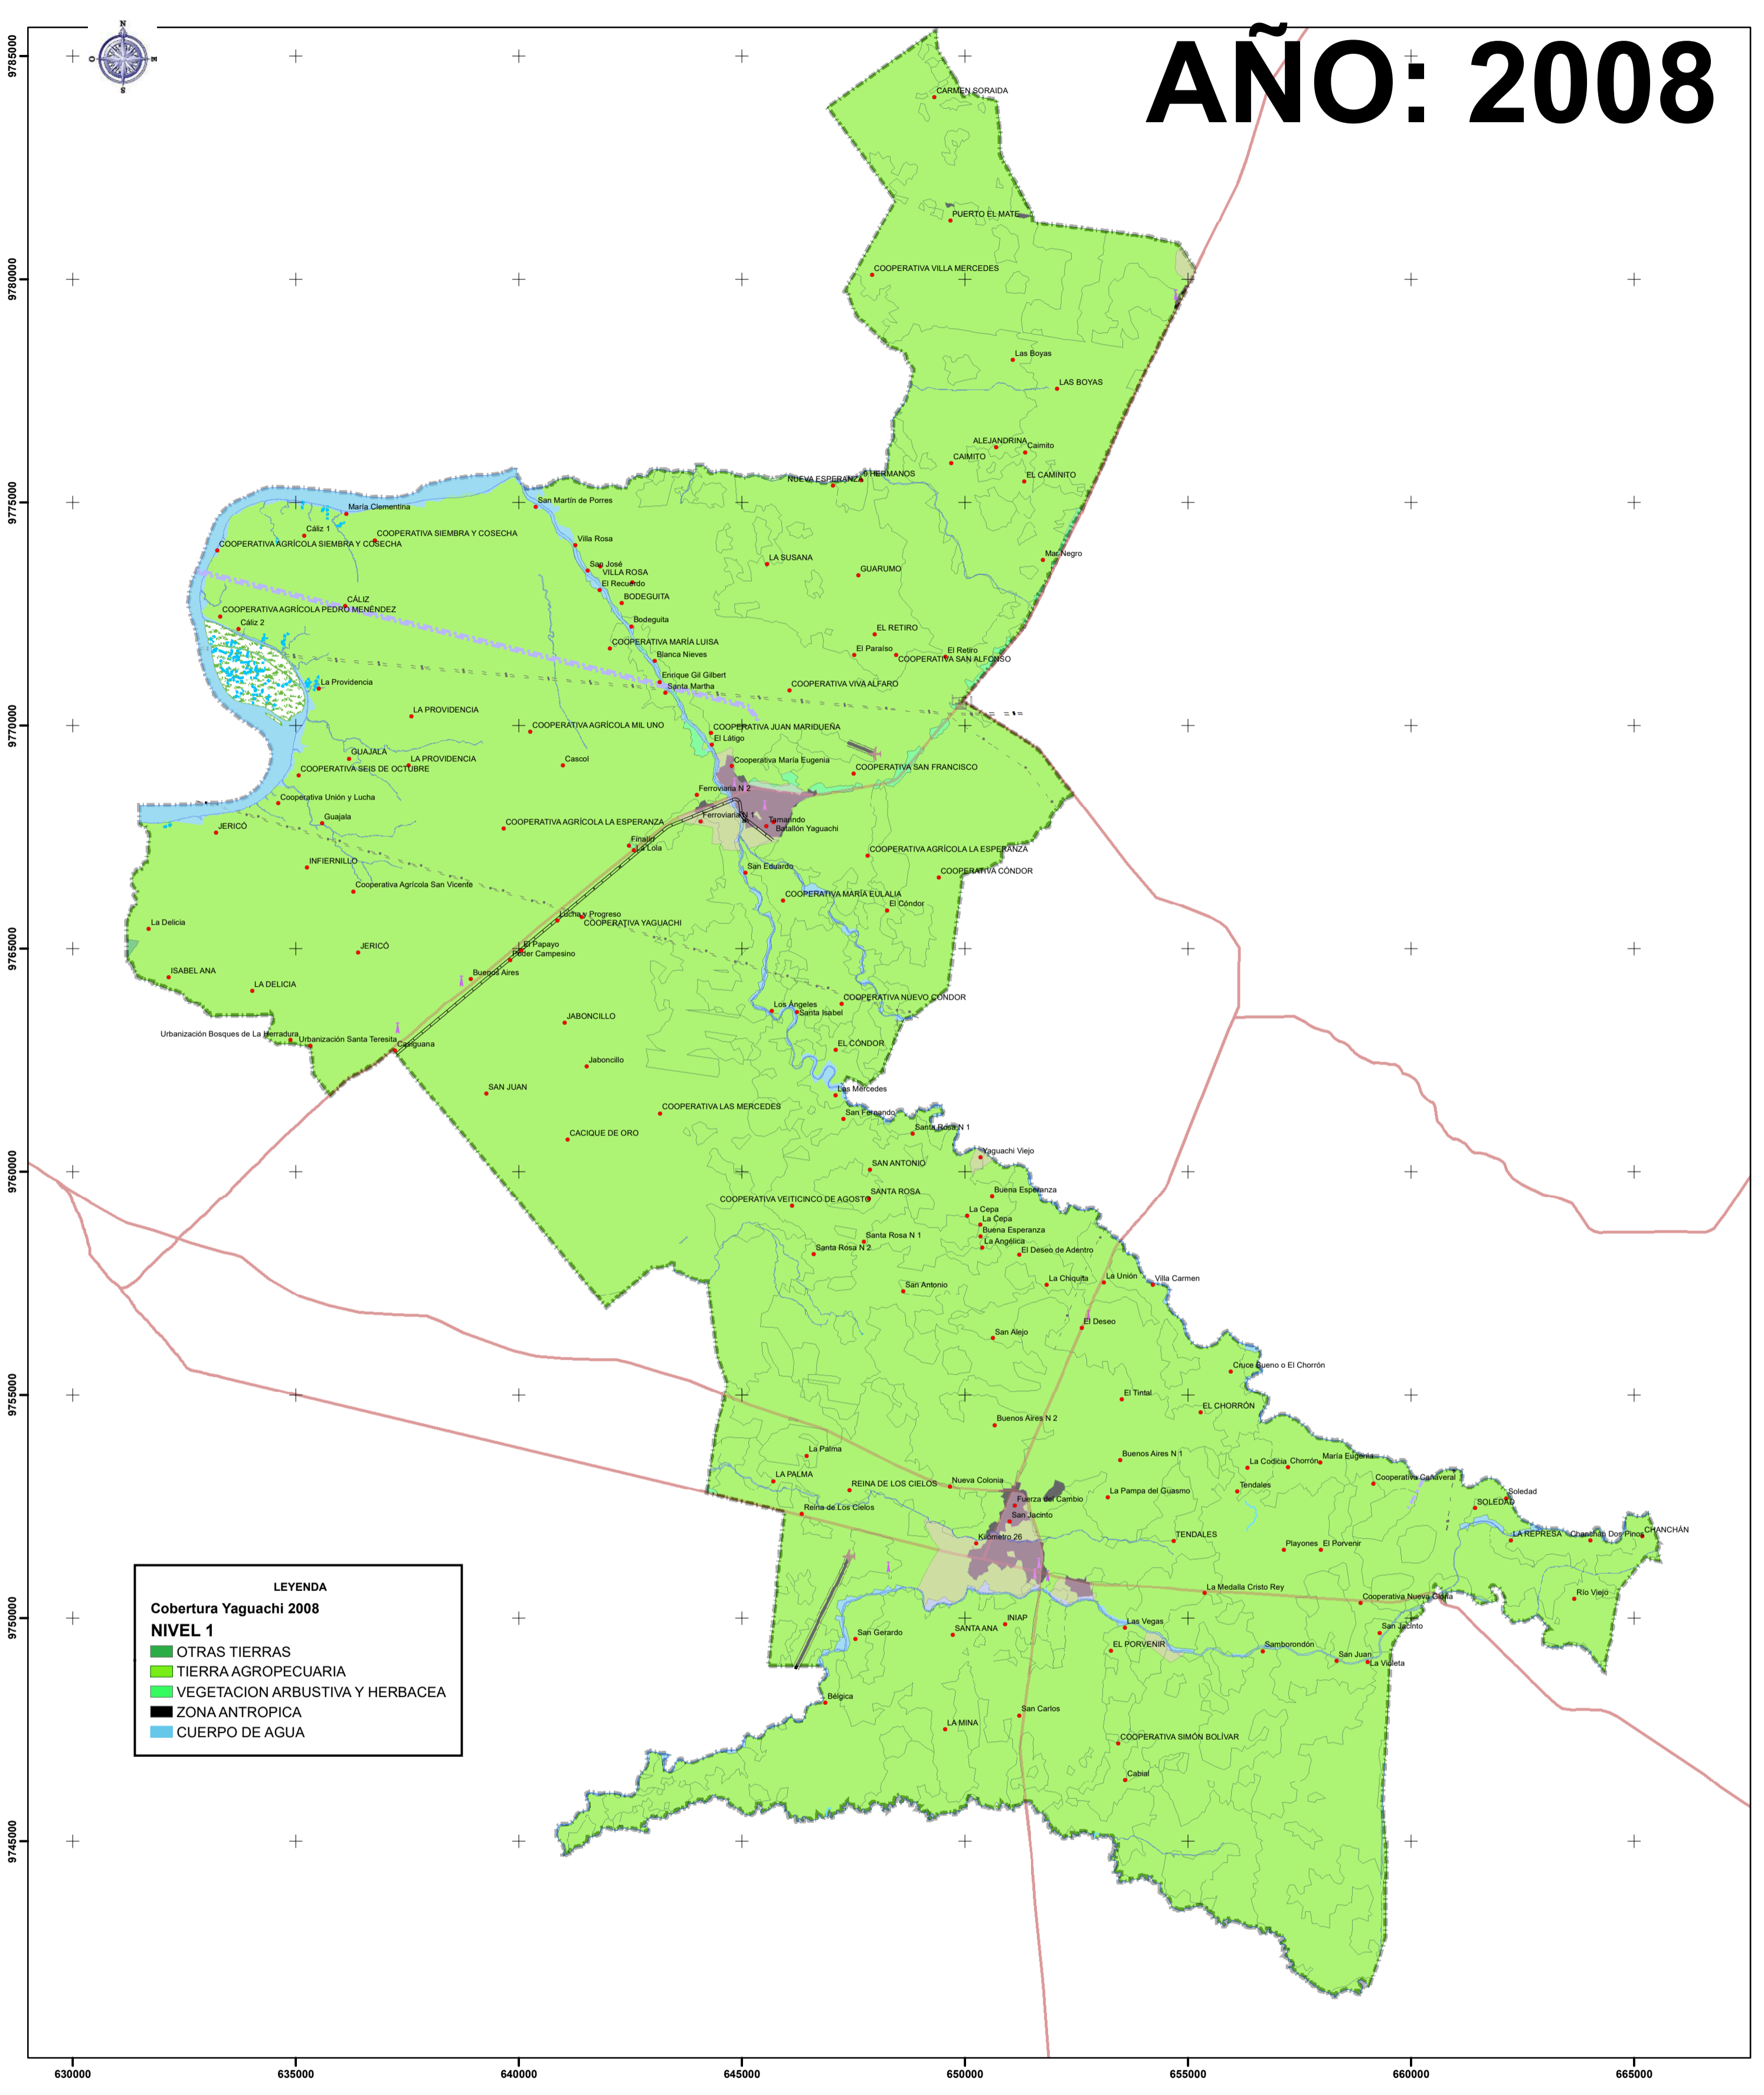 AÑO: 2008
N
S
O
9785000
9780000
9775000
9770000
9765000
9760000
9755000
9750000
9745000
CARMEN SORAIDA
PUERTO EL MATE
COOPERATIVA VILLA MERCEDES
Las Boyas
LAS BOYAS
ALEJANDRINA
Caimito
CAIMITO
EL CAMINITO
HERMANOS
NUEVA ESPERANZA
San Martín de Porres
María Clementina
Cáliz 1
COOPERATIVA SIEMBRA Y COSECHA
COOPERATIVA AGRÍCOLA SIEMBRA Y COSECHA
Villa Rosa
Mar Negro
LA SUSANA
San José
VILLA ROSA
GUARUMO
El Recuerdo
CÁLIZ
BODEGUITA
COOPERATIVA AGRÍCOLA PEDRO MENÉNDEZ
Cáliz 2
Bodeguita
EL RETIRO
COOPERATIVA MARÍA LUISA
El Paraíso
El Retiro
Blanca Nieves
COOPERATIVA SAN ALFONSO
Enrique Gil Gilbert
La Providencia
Santa Martha
COOPERATIVA VIVA ALFARO
LA PROVIDENCIA
COOPERATIVA AGRÍCOLA MIL UNO
COOPERATIVA JUAN MARIDUEÑA
El Látigo
GUAJALA
LA PROVIDENCIA
Cascol
Cooperativa María Eugenia
COOPERATIVA SEIS DE OCTUBRE
COOPERATIVA SAN FRANCISCO
Ferroviaria N 2
Cooperativa Unión y Lucha
Ferroviaria N 1
Tamarindo
JERICÓ
Guajala
COOPERATIVA AGRÍCOLA LA ESPERANZA
Batallón Yaguachi
Finalín
La Lola
COOPERATIVA AGRÍCOLA LA ESPERANZA
INFIERNILLO
San Eduardo
COOPERATIVA CÓNDOR
Cooperativa Agrícola San Vicente
COOPERATIVA MARÍA EULALIA
El Cóndor
Lucha y Progreso
La Delicia
COOPERATIVA YAGUACHI
JERICÓ
El Papayo
Poder Campesino
ISABEL ANA
Buenos Aires
LA DELICIA
COOPERATIVA NUEVO CÓNDOR
Los Ángeles
Santa Isabel
JABONCILLO
Urbanización Bosques de La Herradura
Urbanización Santa Teresita
Casiguana
EL CÓNDOR
Jaboncillo
SAN JUAN
Las Mercedes
COOPERATIVA LAS MERCEDES
San Fernando
Santa Rosa N 1
CACIQUE DE ORO
Yaguachi Viejo
SAN ANTONIO
SANTA ROSA
Buena Esperanza
COOPERATIVA VEITICINCO DE AGOSTO
La Cepa
La Cepa
Buena Esperanza
Santa Rosa N 1
La Angélica
Santa Rosa N 2
El Deseo de Adentro
La Chiquita
La Unión
Villa Carmen
San Antonio
El Deseo
San Alejo
Cruce Bueno o El Chorrón
El Tintal
EL CHORRÓN
Buenos Aires N 2
La Palma
Buenos Aires N 1
La Codicia
Chorrón
María Eugenia
LA PALMA
Nueva Colonia
Cooperativa Cañaveral
REINA DE LOS CIELOS
La Pampa del Guasmo
Tendales
Soledad
Fuerza del Cambio
SOLEDAD
Reina de Los Cielos
San Jacinto
Kilómetro 26
TENDALES
LA REPRESA
Chanchán Dos Pinos
CHANCHÁN
Playones
El Porvenir
La Medalla Cristo Rey
Cooperativa Nueva Gloria
Río Viejo
INIAP
Las Vegas
San Gerardo
SANTA ANA
San Jacinto
EL PORVENIR
Samborondón
San Juan
La Violeta
Bélgica
San Carlos
LA MINA
COOPERATIVA SIMÓN BOLÍVAR
Cabial
LEYENDA
Cobertura Yaguachi 2008
NIVEL 1
OTRAS TIERRAS
TIERRA AGROPECUARIA
VEGETACION ARBUSTIVA Y HERBACEA
ZONA ANTROPICA
CUERPO DE AGUA
630000 635000 640000 645000 650000 655000 660000 665000